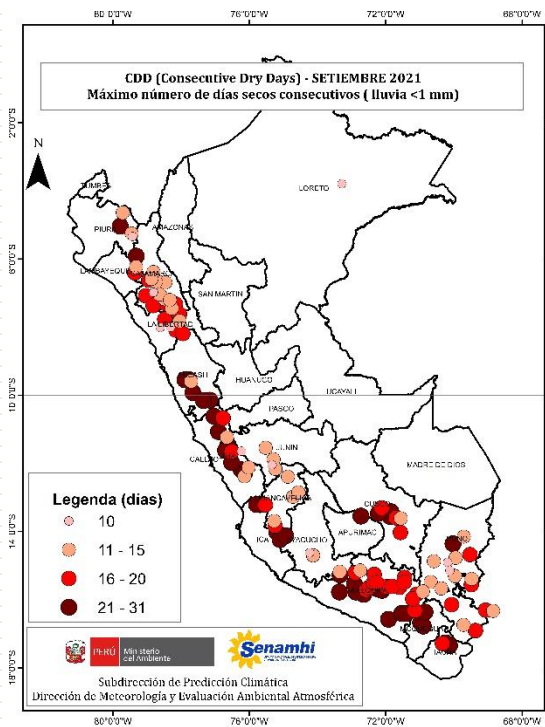 80°0'0"W 76°0'0"W 72°0'0"W 68°0'0"W
CDD (Consecutive Dry Days) - SETIEMBRE 2021
Máximo número de días secos consecutivos ( lluvia <1 mm)
2°0'0"S
N
TUMBES
LORETO
PIURA
AMAZONAS
6°0'0"S
LAMBAYEQUE
CAJAMARCA
SAN MARTIN
LA LIBERTAD
HUANUCO
UCAYALI
10°0'0"S
PASCO
CALLAO
JUNIN
MADRE DE DIOS
Legenda (dias)
10
11 - 15
16 - 20
21 - 31
HUANCAVELICA
ICA
AYACUCHO
APURIMAC
14°0'0"S
TACNA
PERÚ
Ministerio
del Ambiente
Senamhi
18°0'0"S
Subdirección de Predicción Climática
Dirección de Meteorología y Evaluación Ambiental Atmosférica
80°0'0"W 76°0'0"W 72°0'0"W 68°0'0"W